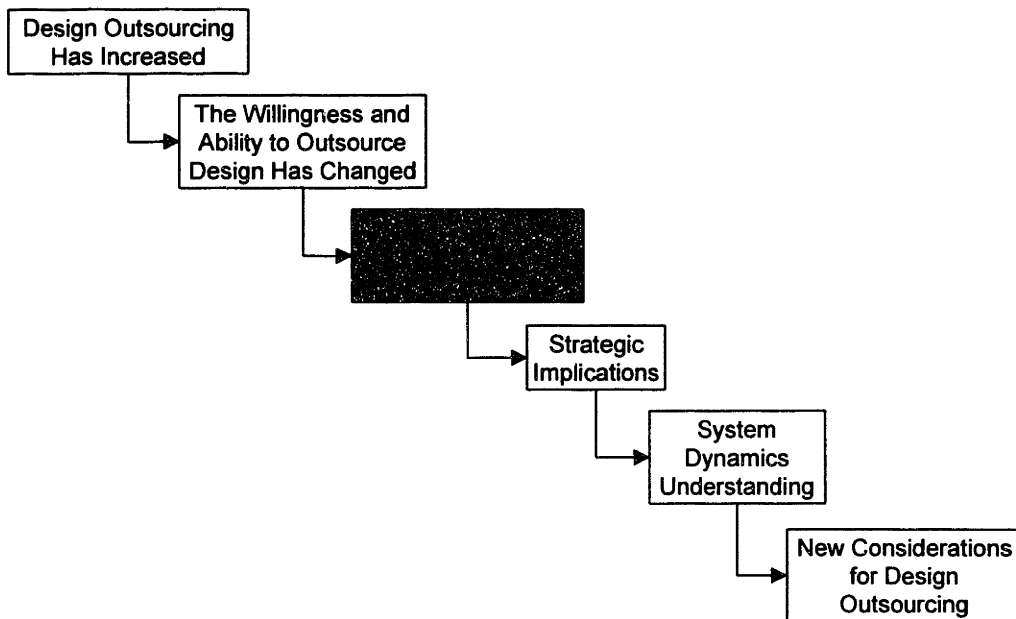 Design Outsourcing
Has Increased
The Willingness and
Ability to Outsource
Design Has Changed
Strategic
Implications
System
Dynamics
Understanding
New Considerations
for Design
Outsourcing